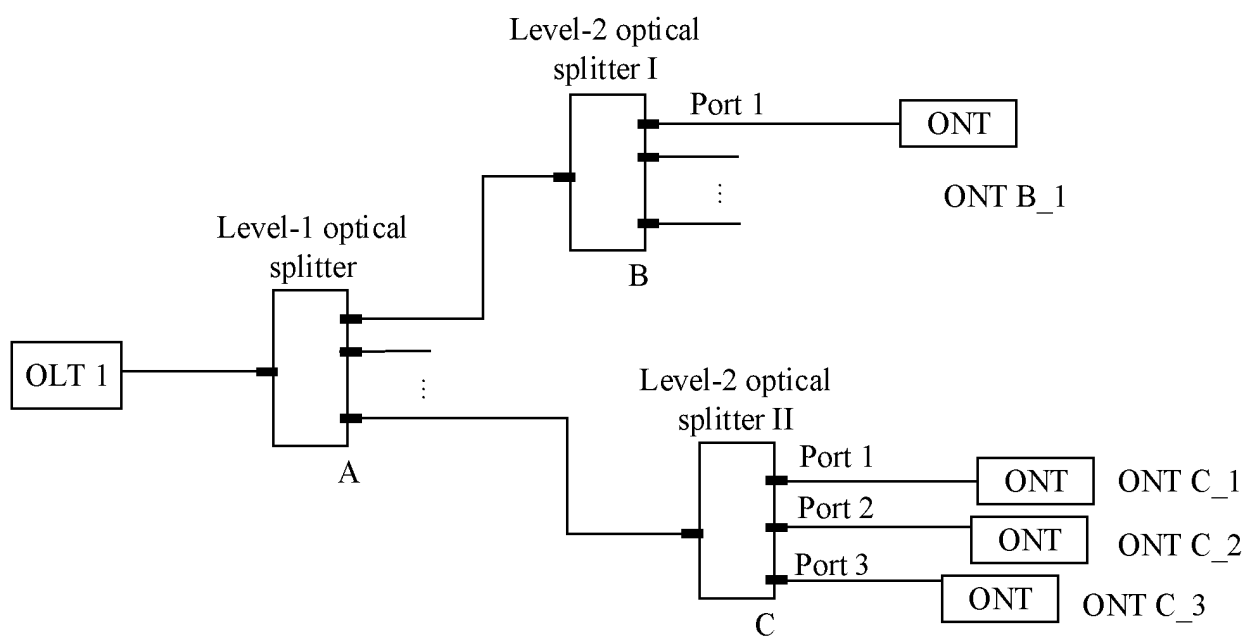 Level-2 optical
splitter I
Port 1
ONT
ONT B_1
B
Level-1 optical
splitter
OLT 1
A
Level-2 optical
splitter II
Port 1
ONT
ONT C_1
Port 2
ONT
ONT C_2
Port 3
ONT
ONT C_3
C